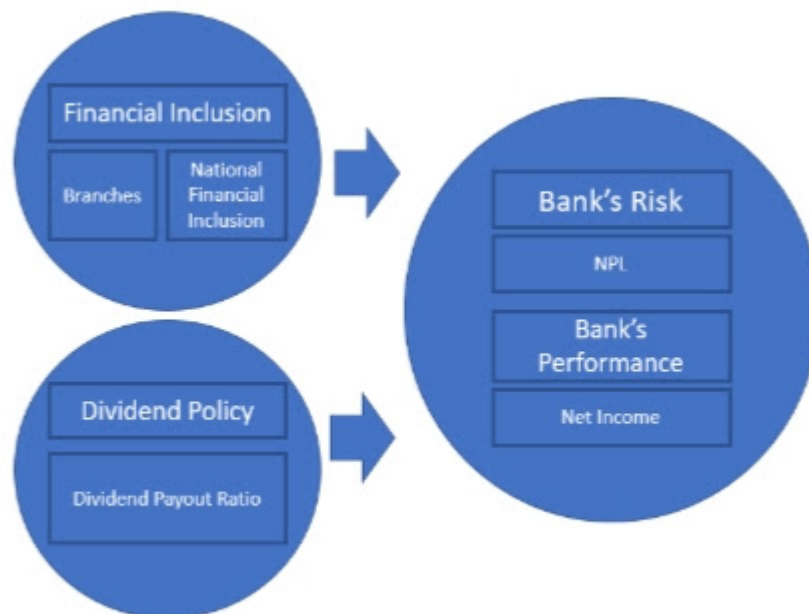 Financial Inclusion
Branches
National
Financial
Inclusion
Dividend Policy
Dividend Payout Ratio
Bank’s Risk
NPL
Bank’s
Performance
Net Income